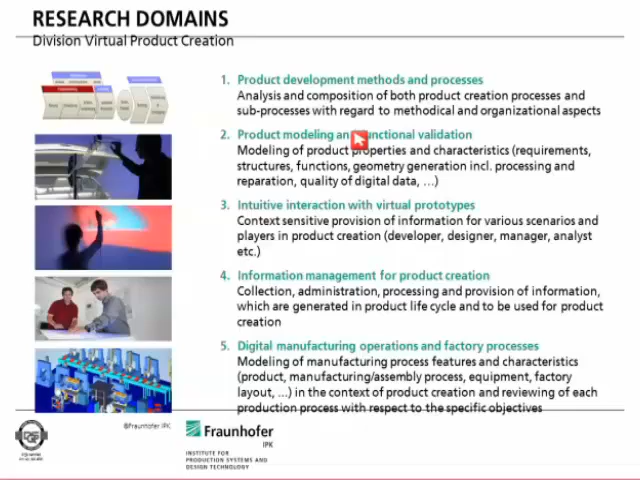 RESEARCH DOMAINS
Division Virtual Product Creation
1. Product development methods and processes
Analysis and composition of both product creation processes and
sub-processes with regard to methodical and organizational aspects
2. Product modeling an functional validation
Modeling of product properties and characteristics (requirements,
structures, functions, geometry generation incl. processing and
reparation, quality of digital data, …)
3. Intuitive interaction with virtual prototypes
Context sensitive provision of information for various scenarios and
players in product creation (developer, designer, manager, analyst
etc.)
4. Information management for product creation
Collection, administration, processing and provision of information,
which are generated in product life cycle and to be used for product
creation
5. Digital manufacturing operations and factory processes
Modeling of manufacturing process features and characteristics
(product, manufacturing/assembly process, equipment, factory
layout, ...) in the context of product creation and reviewing of each
production process with respect to the specific objectives
©Fraunhofer IPK
Fraunhofer
IPK
INSTITUTE FOR
PRODUCTION SYSTEMS AND
DESIGN TECHNOLOGY